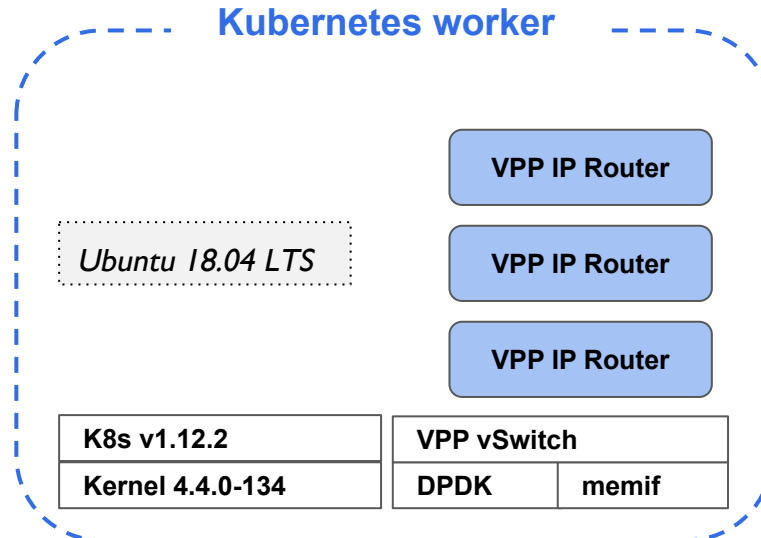 Kubernetes worker
VPP IP Router
Ubuntu 18.04 LTS
VPP IP Router
VPP IP Router
K8s v1.12.2
VPP vSwitch
Kernel 4.4.0-134
DPDK
memif